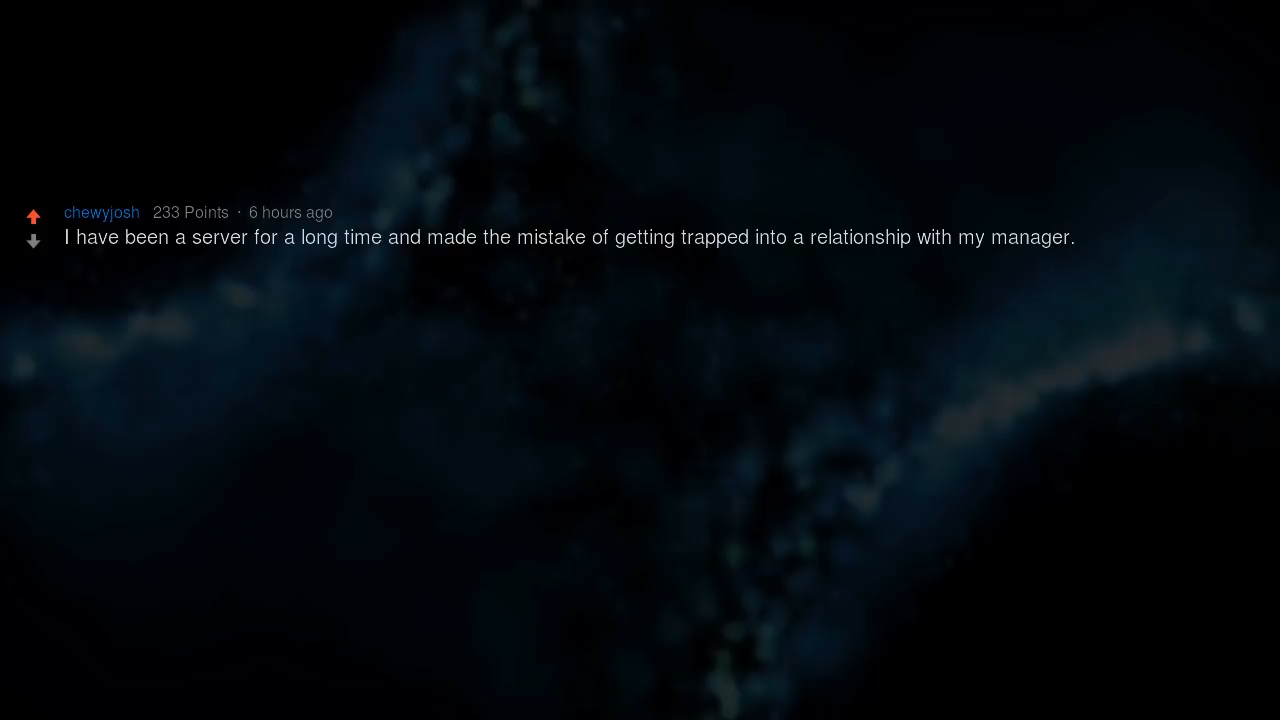 chewyjosh 233 Points · 6 hours ago
I have been a server for a long time and made the mistake of getting trapped into a relationship with my manager.